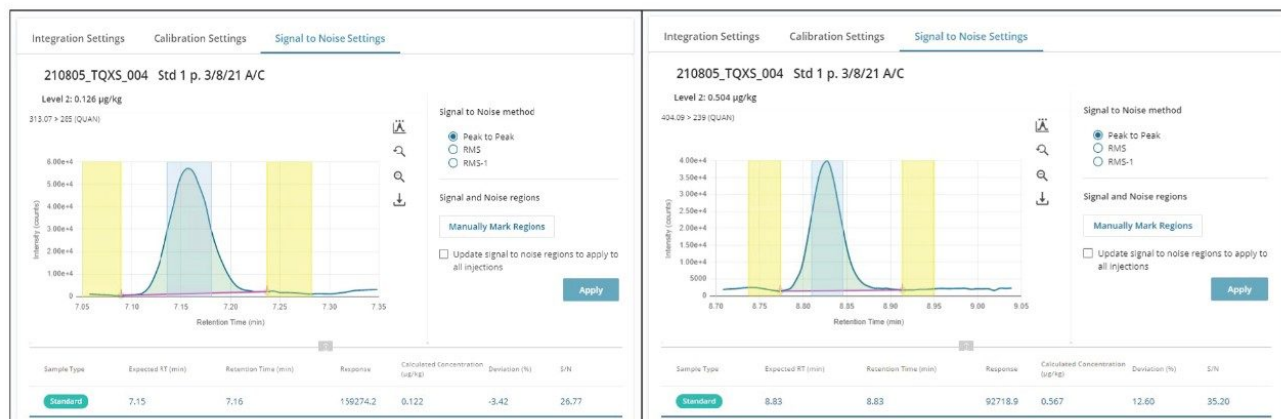 Integration Settings Calibration Settings Signal to Noise Settings
210805_TQXS_004 Std 1 p. 3/8/21 A/C
Level 2: 0.126 µg/kg
313.07 > 285 (QUAN)
Signal to Noise method
Peak to Peak
RMS
RMS-1
Signal and Noise regions
Manually Mark Regions
Update signal to noise regions to apply to
all injections
Apply
Intensity (counts)
6.00e+4
5.00e+4
4.00e+4
3.00e+4
2.00e+4
1.00e+4
0
7.05 7.10 7.15 7.20 7.25 7.30 7.35
Retention Time (min)
Sample Type Expected RT (min) Retention Time (min) Response Calculated Concentration (µg/kg) Deviation (%) S/N
Standard 7.15 7.16 159274.2 0.122 -3.42 26.77
Integration Settings Calibration Settings Signal to Noise Settings
210805_TQXS_004 Std 1 p. 3/8/21 A/C
Level 2: 0.504 µg/kg
404.09 > 239 (QUAN)
Signal to Noise method
Peak to Peak
RMS
RMS-1
Signal and Noise regions
Manually Mark Regions
Update signal to noise regions to apply to
all injections
Apply
Intensity (counts)
4.00e+4
3.50e+4
3.00e+4
2.50e+4
2.00e+4
1.50e+4
1.00e+4
5000
0
8.70 8.75 8.80 8.85 8.90 8.95 9.00 9.05
Retention Time (min)
Sample Type Expected RT (min) Retention Time (min) Response Calculated Concentration (µg/kg) Deviation (%) S/N
Standard 8.83 8.83 92718.9 0.567 12.60 35.20